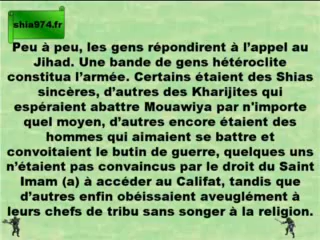 shia974.fr
Peu à peu, les gens répondirent à l'appel au
Jihad. Une bande de gens hétéroclite
constitua l'armée. Certains étaient des Shias
sincères, d'autres des Kharijites qui
espéraient abattre Mouawiya par n'importe
quel moyen, d'autres encore étaient des
hommes qui aimaient se battre et
convoitaient le butin de guerre, quelques uns
n'étaient pas convaincus par le droit du Saint
Imam (a) à accéder au Califat, tandis que
d'autres enfin obéissaient aveuglément à
leurs chefs de tribu sans songer à la religion.